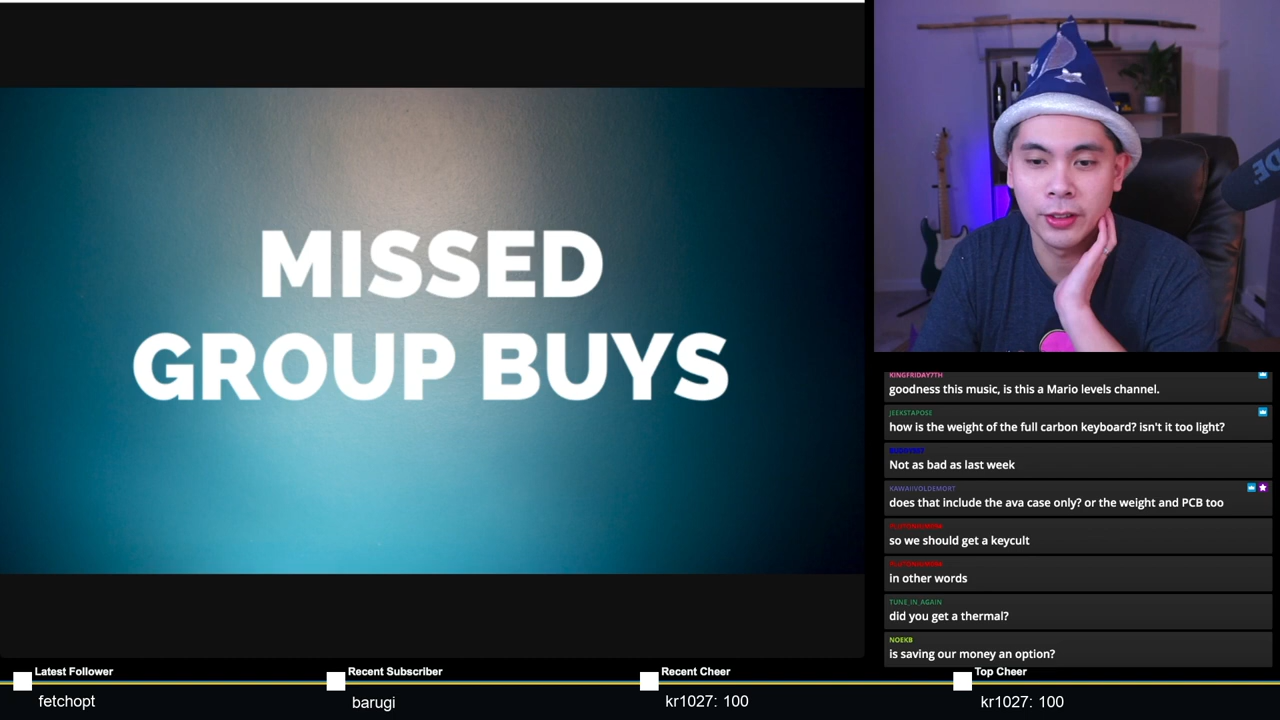 MISSED
GROUP BUYS
KINGFRIDAY7TH
goodness this music, is this a Mario levels channel.
JEEKSTAPOSE
how is the weight of the full carbon keyboard? isn't it too light?
Not as bad as last week
KAWAIIVOLDEMORT
does that include the ava case only? or the weight and PCB too
so we should get a keycult
in other words
TUNE_IN_AGAIN
did you get a thermal?
NOEKB
is saving our money an option?
Latest Follower
fetchopt
Recent Subscriber
barugi
Recent Cheer
kr1027: 100
Top Cheer
kr1027: 100